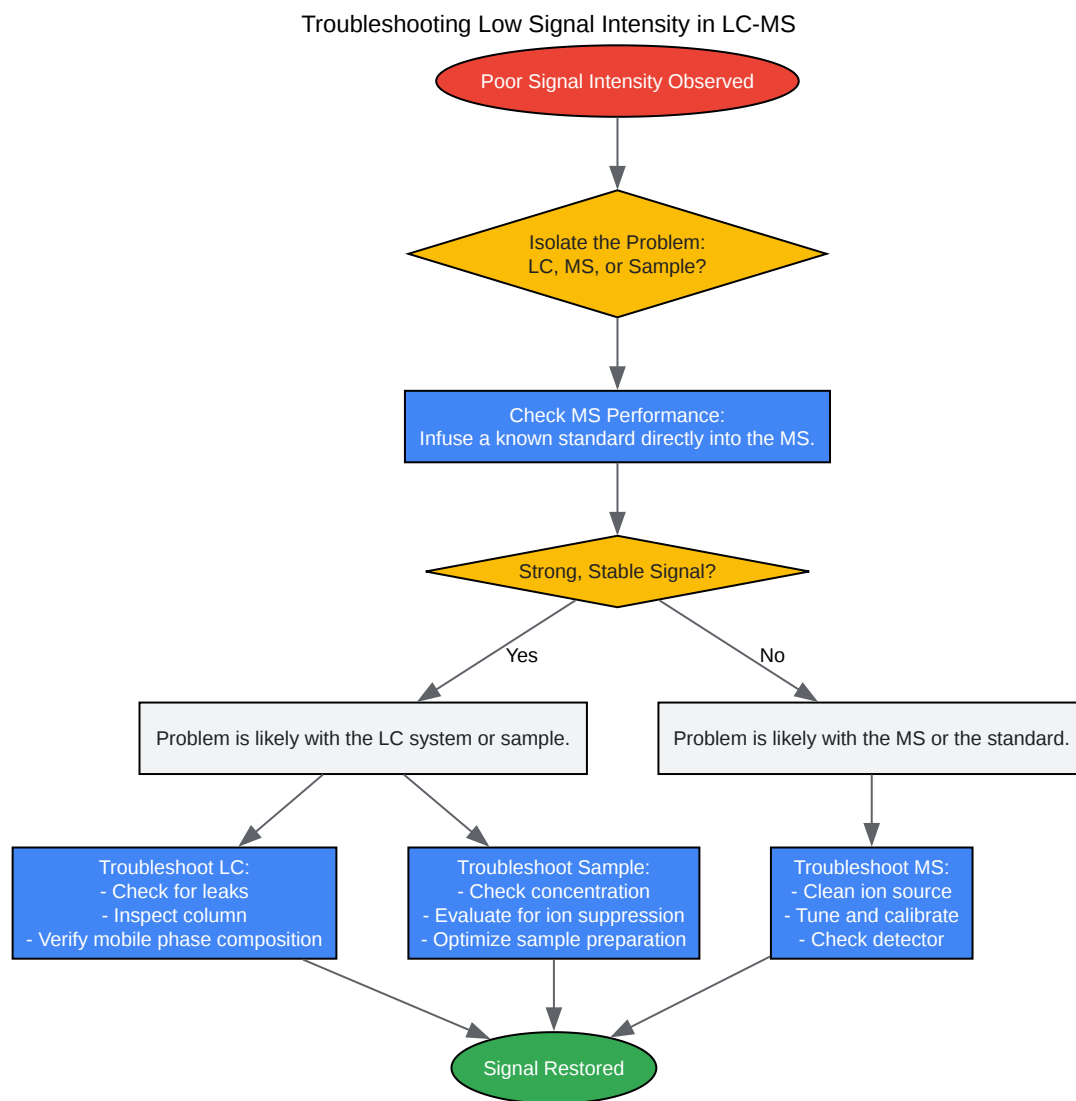 Troubleshooting Low Signal Intensity in LC-MS
Poor Signal Intensity Observed
Isolate the Problem:
LC, MS, or Sample?
Check MS Performance:
Infuse a known standard directly into the MS.
Strong, Stable Signal?
Yes
No
Problem is likely with the LC system or sample.
Problem is likely with the MS or the standard.
Troubleshoot LC:
- Check for leaks
- Inspect column
- Verify mobile phase composition
Troubleshoot Sample:
- Check concentration
- Evaluate for ion suppression
- Optimize sample preparation
Troubleshoot MS:
- Clean ion source
- Tune and calibrate
- Check detector
Signal Restored